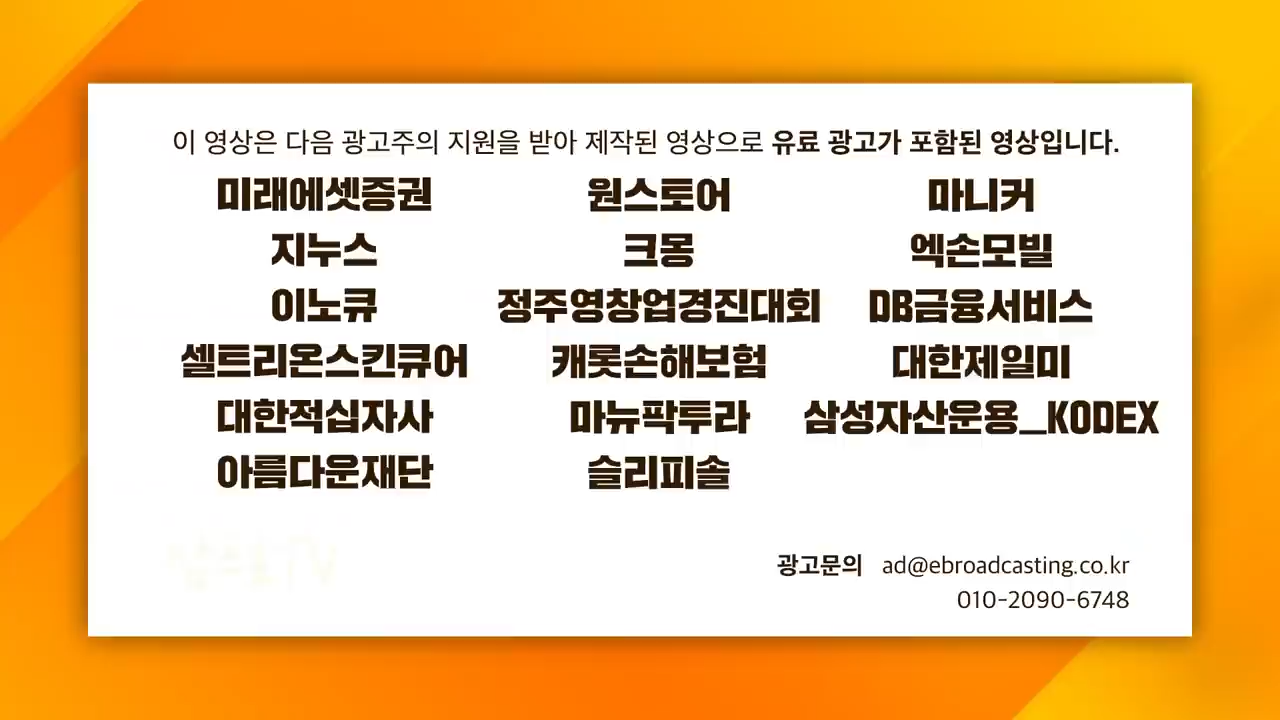 이 영상은 다음 광고주의 지원을 받아 제작된 영상으로 유료 광고가 포함된 영상입니다.
미래에셋증권 원스토어 마니커
지누스 크몽 엑손모빌
이노큐 정주영창업경진대회 DB금융서비스
셀트리온스킨큐어 캐롯손해보험 대한제일미
대한적십자사 마뉴팍투라 삼성자산운용_KODEX
아름다운재단 슬리피솔
광고문의 ad@ebroadcasting.co.kr
010-2090-6748